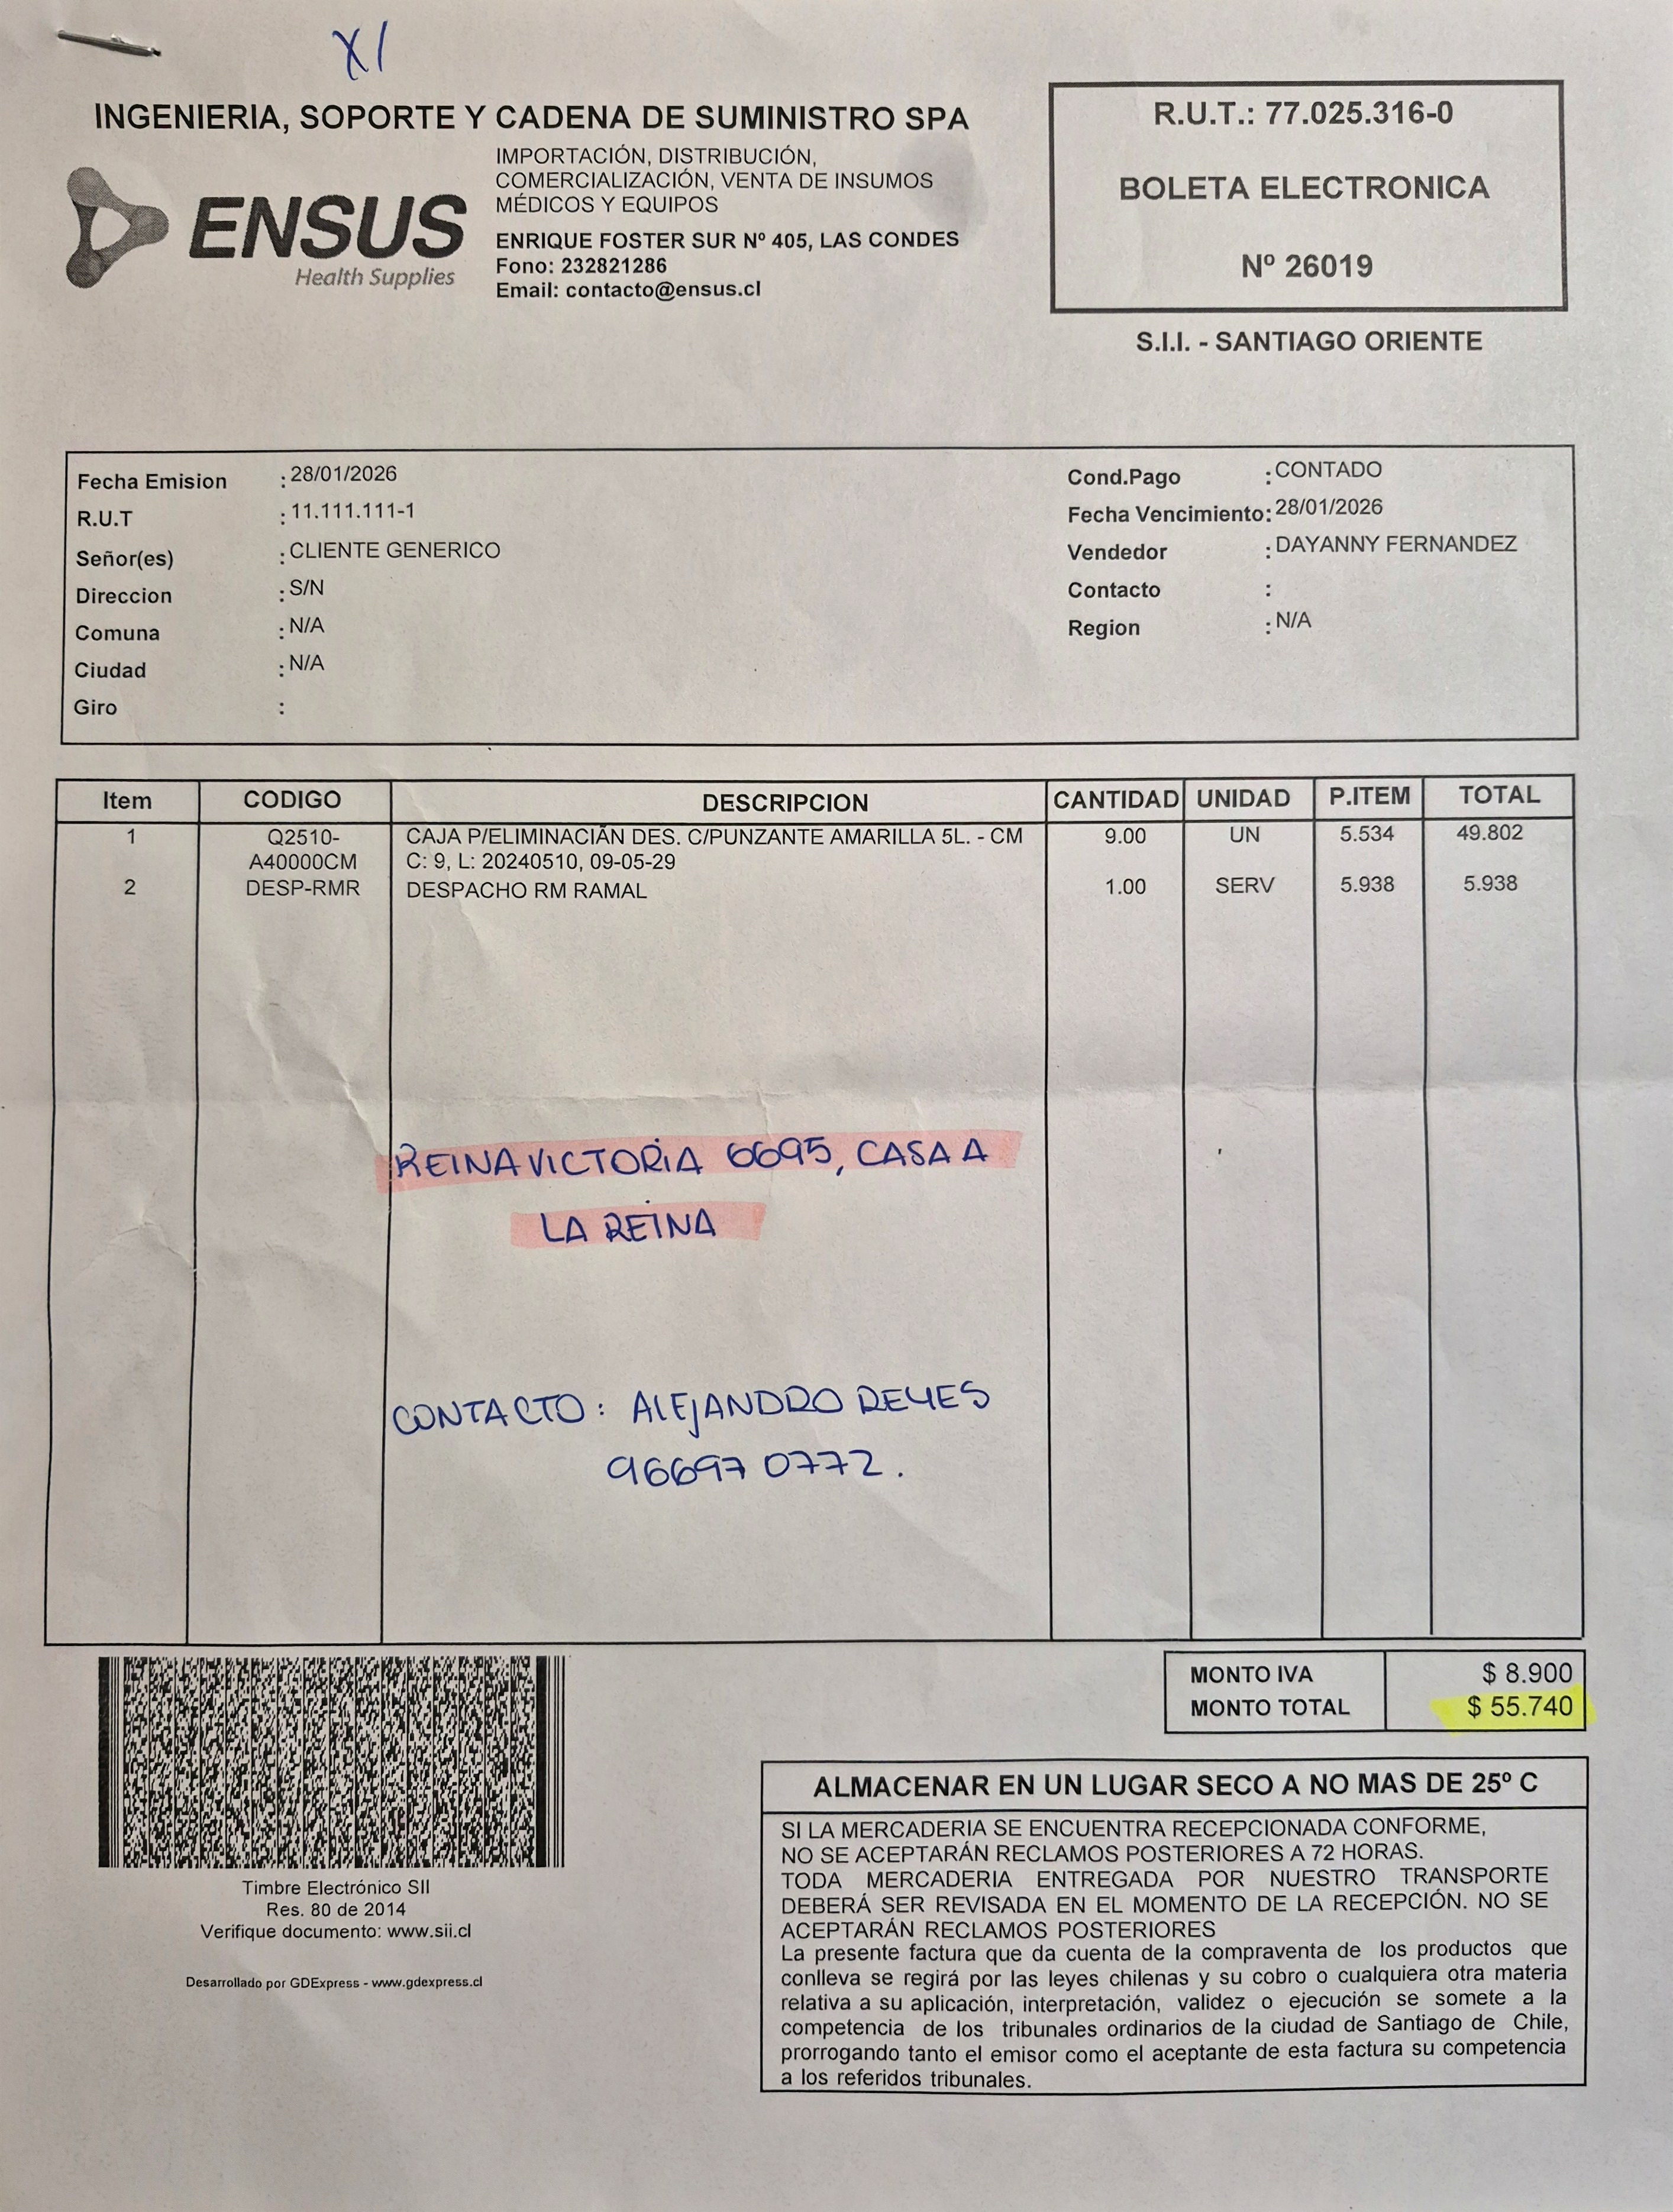 X/
INGENIERIA, SOPORTE Y CADENA DE SUMINISTRO SPA
ENSUS
Health Supplies
IMPORTACIÓN, DISTRIBUCIÓN,
COMERCIALIZACIÓN, VENTA DE INSUMOS
MÉDICOS Y EQUIPOS
ENRIQUE FOSTER SUR Nº 405, LAS CONDES
Fono: 232821286
Email: contacto@ensus.cl
R.U.T.: 77.025.316-0
BOLETA ELECTRONICA
Nº 26019
S.I.I. - SANTIAGO ORIENTE
Fecha Emision : 28/01/2026
R.U.T : 11.111.111-1
Señor(es) : CLIENTE GENERICO
Direccion : S/N
Comuna : N/A
Ciudad : N/A
Giro :
Cond.Pago : CONTADO
Fecha Vencimiento: 28/01/2026
Vendedor : DAYANNY FERNANDEZ
Contacto :
Region : N/A
Item CODIGO DESCRIPCION CANTIDAD UNIDAD P.ITEM TOTAL
1 Q2510- CAJA P/ELIMINACIÃN DES. C/PUNZANTE AMARILLA 5L. - CM 9.00 UN 5.534 49.802
A40000CM C: 9, L: 20240510, 09-05-29
2 DESP-RMR DESPACHO RM RAMAL 1.00 SERV 5.938 5.938
REINA VICTORIA 6695, CASA A
LA REINA
CONTACTO: ALEJANDRO REYES
966970772.
MONTO IVA $ 8.900
MONTO TOTAL $ 55.740
Timbre Electrónico SII
Res. 80 de 2014
Verifique documento: www.sii.cl
Desarrollado por GDExpress - www.gdexpress.cl
ALMACENAR EN UN LUGAR SECO A NO MAS DE 25º C
SI LA MERCADERIA SE ENCUENTRA RECEPCIONADA CONFORME,
NO SE ACEPTARÁN RECLAMOS POSTERIORES A 72 HORAS.
TODA MERCADERIA ENTREGADA POR NUESTRO TRANSPORTE
DEBERÁ SER REVISADA EN EL MOMENTO DE LA RECEPCIÓN. NO SE
ACEPTARÁN RECLAMOS POSTERIORES
La presente factura que da cuenta de la compraventa de los productos que
conlleva se regirá por las leyes chilenas y su cobro o cualquiera otra materia
relativa a su aplicación, interpretación, validez o ejecución se somete a la
competencia de los tribunales ordinarios de la ciudad de Santiago de Chile,
prorrogando tanto el emisor como el aceptante de esta factura su competencia
a los referidos tribunales.